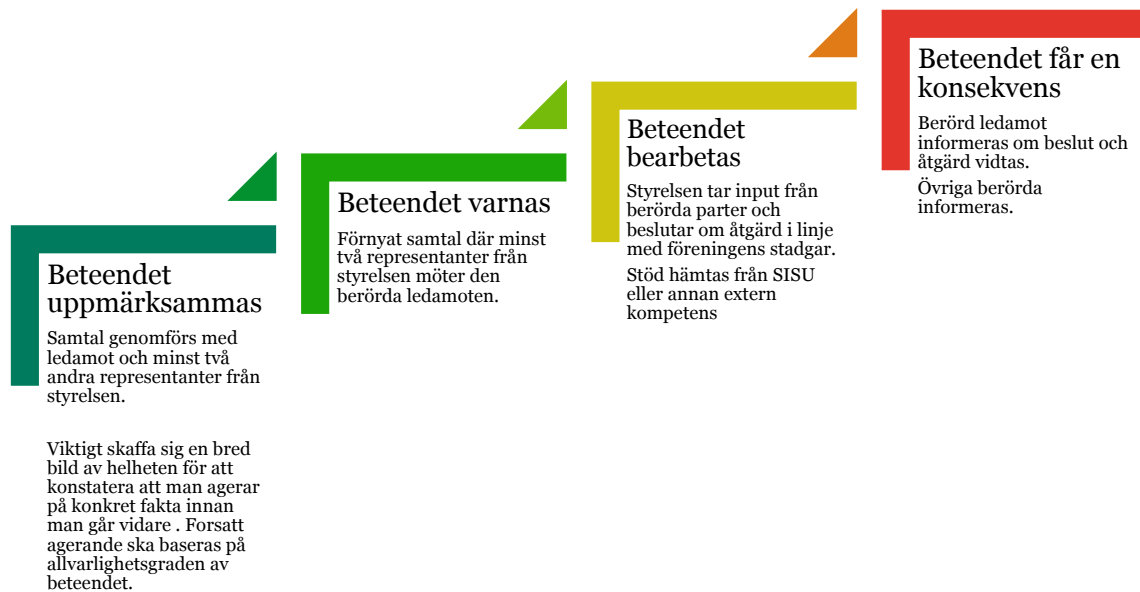 Beteendet
uppmärksammas
Samtal genomförs med
ledamot och minst två
andra representanter från
styrelsen.
Viktigt skaffa sig en bred
bild av helheten för att
konstatera att man agerar
på konkret fakta innan
man går vidare . Forsatt
agerande ska baseras på
allvarlighetsgraden av
beteendet.
Beteendet varnas
Förnyat samtal där minst
två representanter från
styrelsen möter den
berörda ledamoten.
Beteendet
bearbetas
Styrelsen tar input från
berörda parter och
beslutar om åtgärd i linje
med föreningens stadgar.
Stöd hämtas från SISU
eller annan extern
kompetens
Beteendet får en
konsekvens
Berörd ledamot
informeras om beslut och
åtgärd vidtas.
Övriga berörda
informeras.